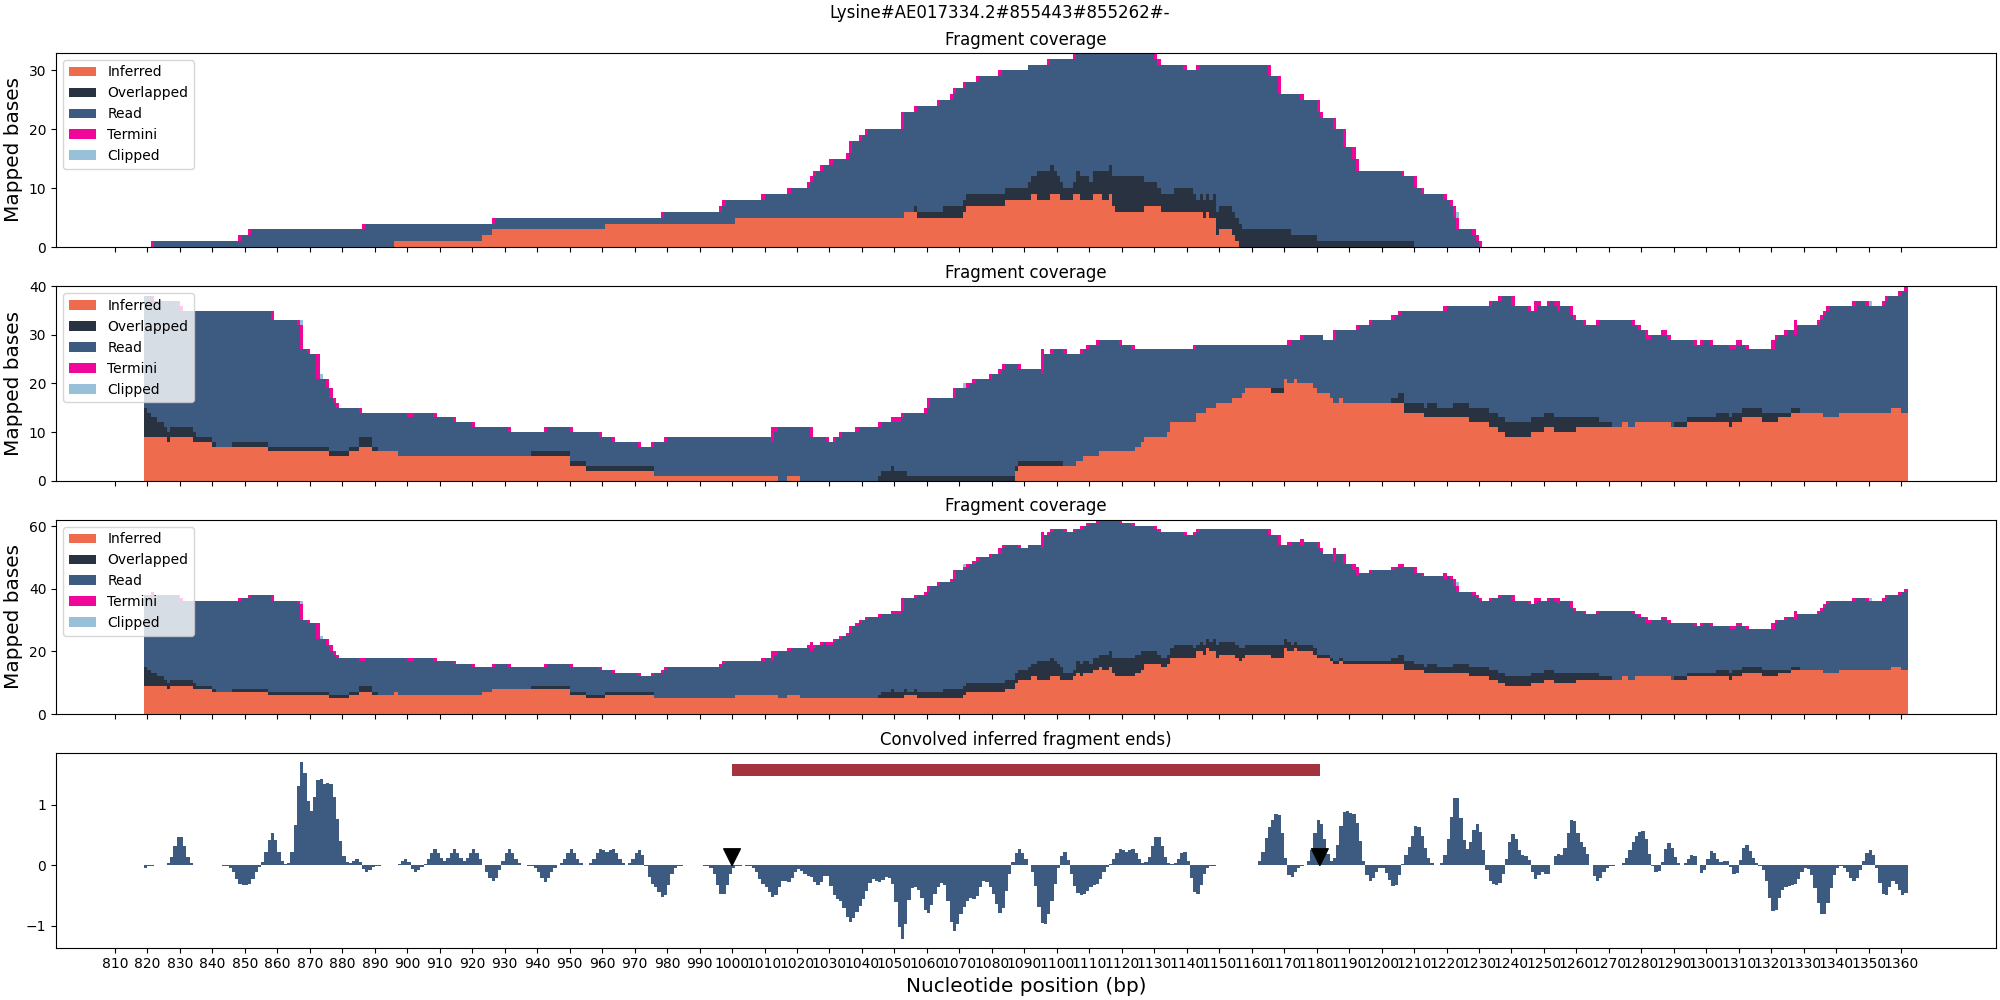 Lysine#AE017334.2#855443#855262#-
Fragment coverage
Mapped bases
30
20
10
0
Inferred
Overlapped
Read
Termini
Clipped
Fragment coverage
Mapped bases
40
30
20
10
0
Inferred
Overlapped
Read
Termini
Clipped
Fragment coverage
Mapped bases
60
40
20
0
Inferred
Overlapped
Read
Termini
Clipped
Convolved inferred fragment ends)
1
0
−1
810 820 830 840 850 860 870 880 890 900 910 920 930 940 950 960 970 980 990 1000 1010 1020 1030 1040 1050 1060 1070 1080 1090 1100 1110 1120 1130 1140 1150 1160 1170 1180 1190 1200 1210 1220 1230 1240 1250 1260 1270 1280 1290 1300 1310 1320 1330 1340 1350 1360
Nucleotide position (bp)